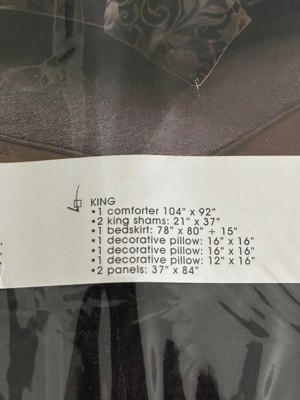 KING
•1 comforter 104" x 92"
•2 king shams: 21" x 37"
•1 bedskirt: 78" x 80" + 15"
•1 decorative pillow: 16" x 16"
•1 decorative pillow: 16" x 16"
•1 decorative pillow: 12" x 16"
•2 panels: 37" x 84"